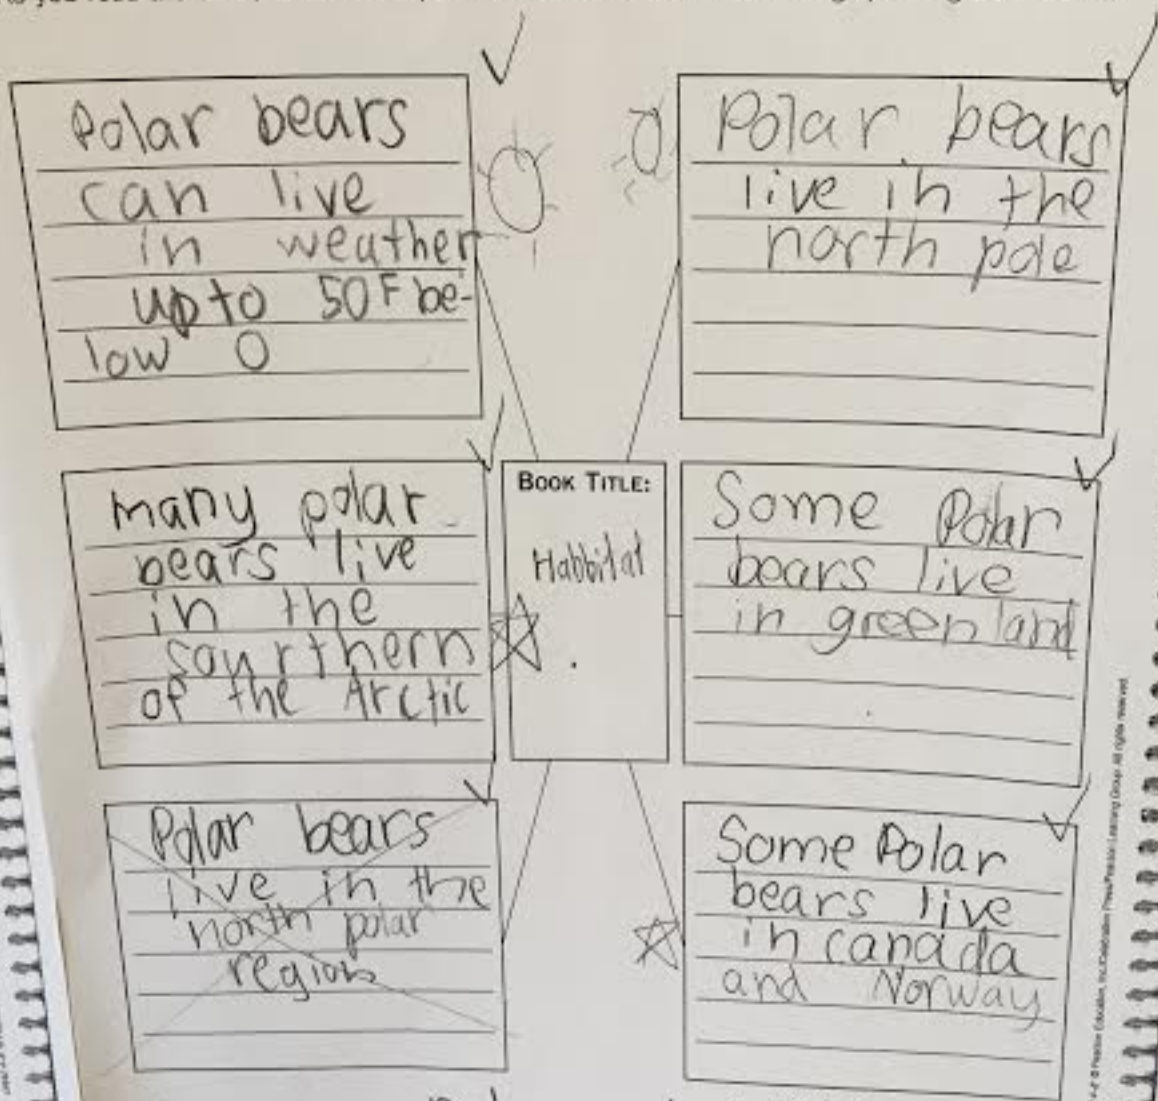 Polar bears
can live
in weather
up to 50 F be-
low 0
Polar bears
live in the
north pole
many polar
bears live
in the
sourthern
of the Arctic
BOOK TITLE:
Habbital
Some Polar
bears live
in greenland
Polar bears
live in the
north polar
region
Some Polar
bears live
in canada
and Norway